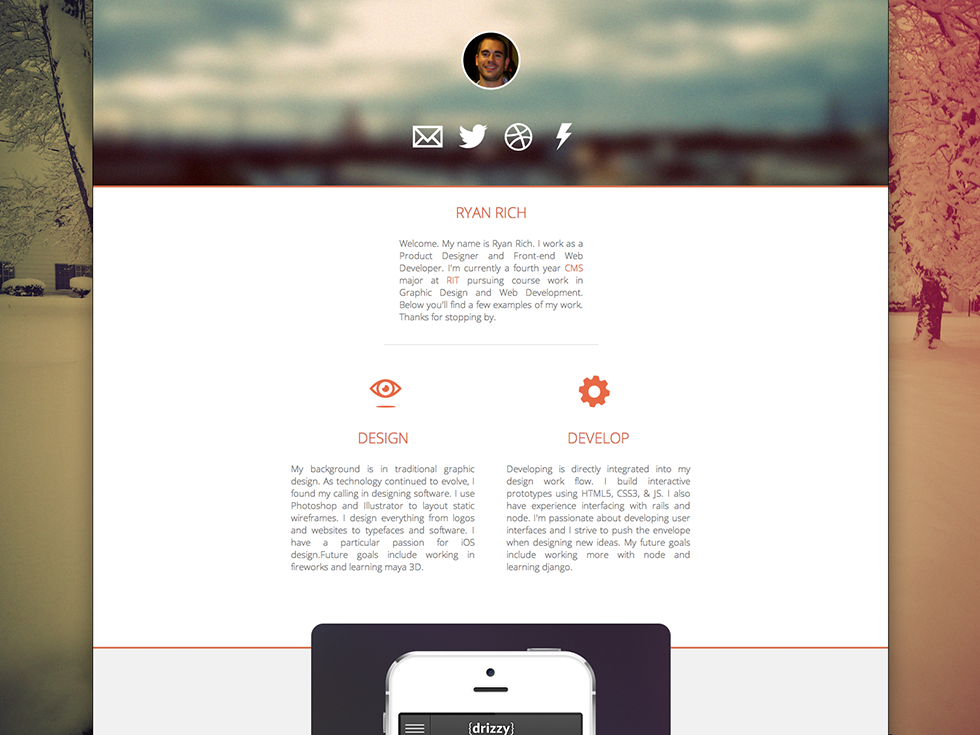 RYAN RICH
Welcome. My name is Ryan Rich. I work as a
Product Designer and Front-end Web
Developer. I'm currently a fourth year CMS
major at RIT pursuing course work in
Graphic Design and Web Development.
Below you'll find a few examples of my work.
Thanks for stopping by.
DESIGN
My background is in traditional graphic
design. As technology continued to evolve, I
found my calling in designing software. I use
Photoshop and Illustrator to layout static
wireframes. I design everything from logos
and websites to typefaces and software. I
have a particular passion for iOS
design.Future goals include working in
fireworks and learning maya 3D.
DEVELOP
Developing is directly integrated into my
design work flow. I build interactive
prototypes using HTML5, CSS3, & JS. I also
have experience interfacing with rails and
node. I'm passionate about developing user
interfaces and I strive to push the envelope
when designing new ideas. My future goals
include working more with node and
learning django.
{drizzy}